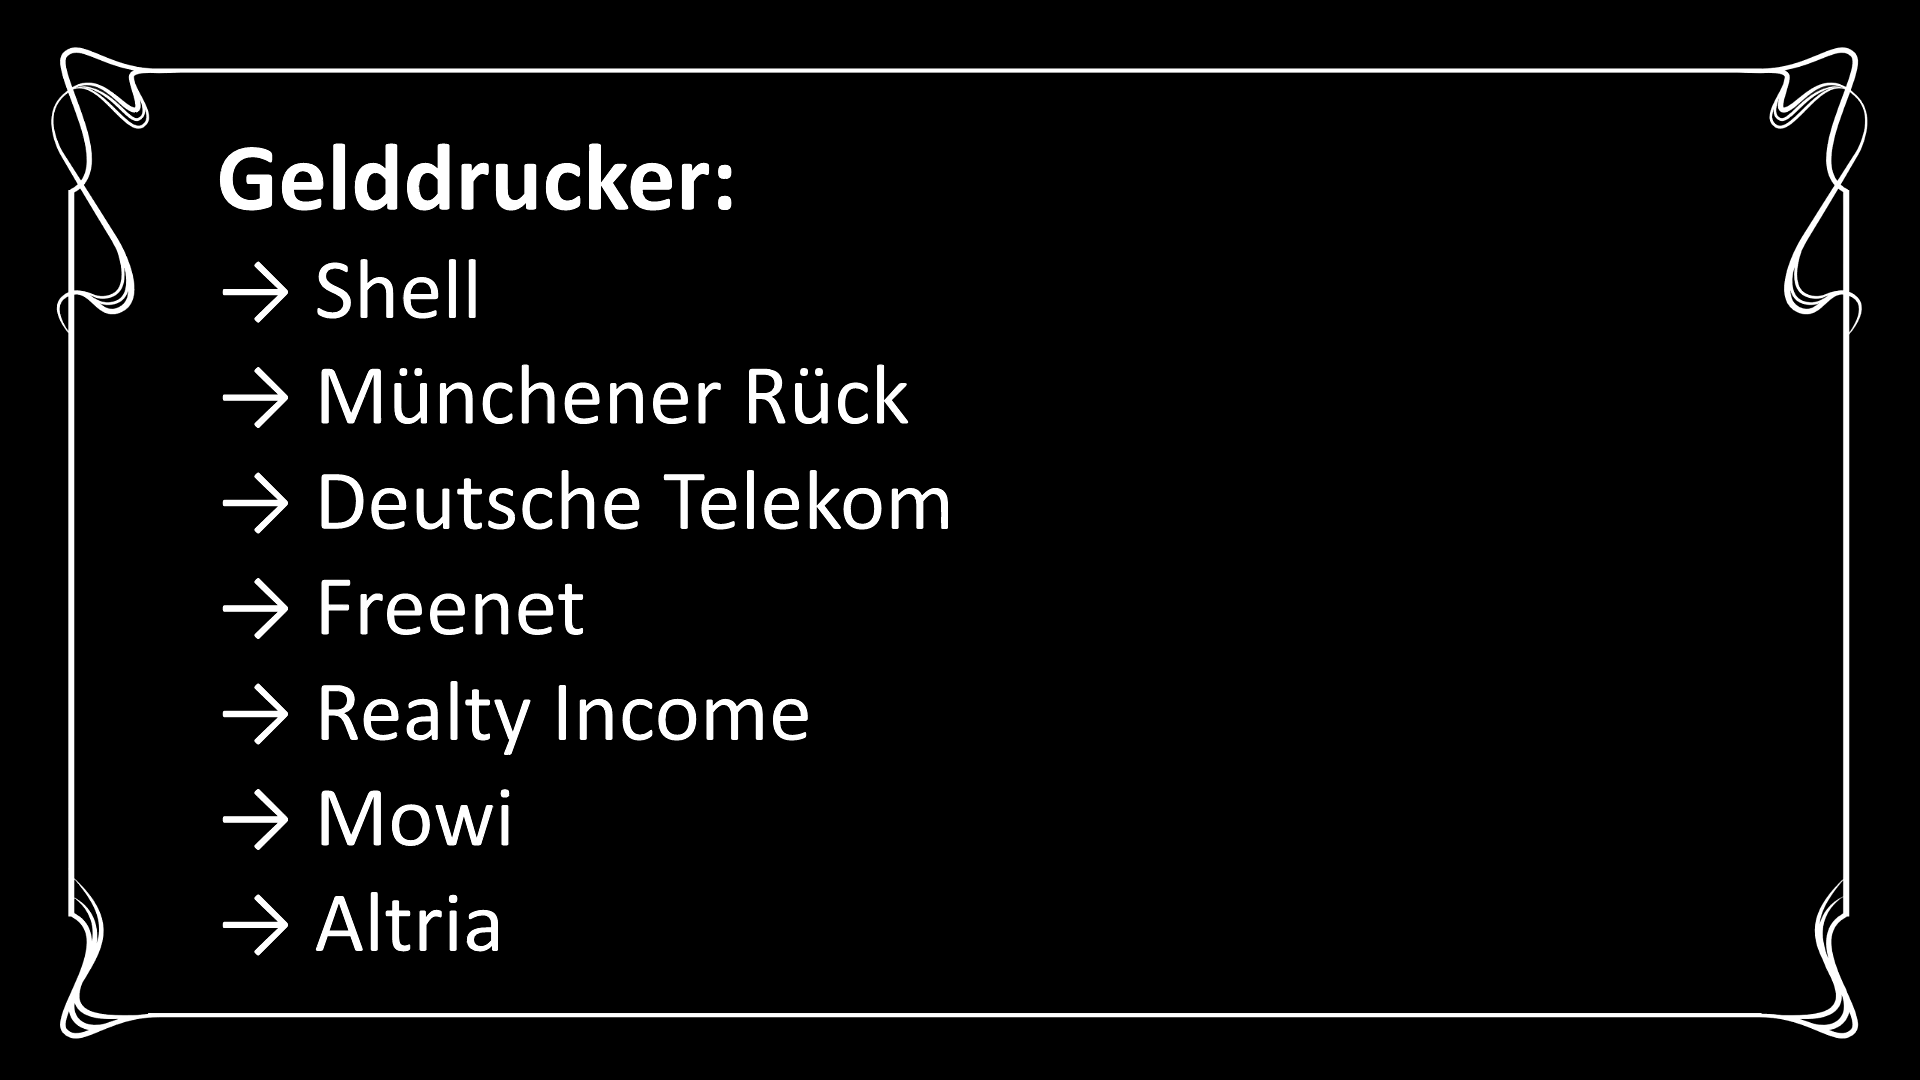 Gelddrucker:
→ Shell
→ Münchener Rück
→ Deutsche Telekom
→ Freenet
→ Realty Income
→ Mowi
→ Altria